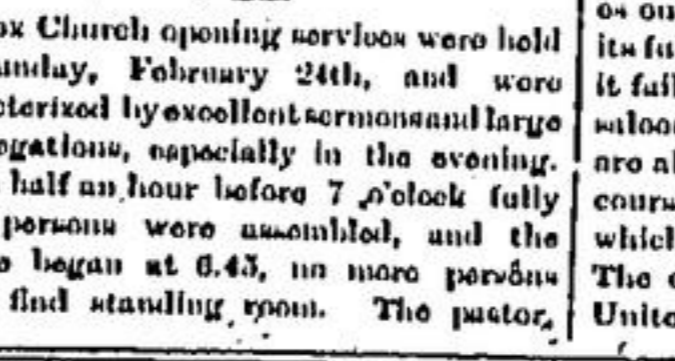 ox Church opening services were held
unday, February 24th, and were
cterized by excellent sermons and large
egations, especially in the evening.
half an hour before 7 o'clock fully
persons were assembled, and the
e began at 6.45, no more persons
find standing room. The pastor,
os ou
its fu
it fail
saloo
are al
cours
which
The
Unite